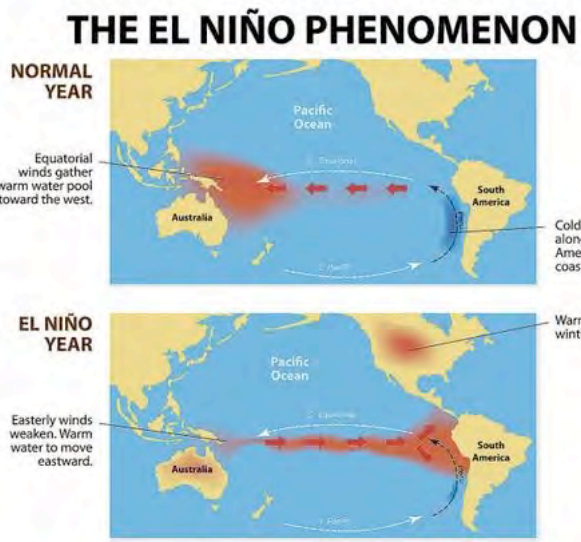 THE EL NIÑO PHENOMENON
NORMAL
YEAR
Pacific
Ocean
Equatorial
winds gather
warm water pool
toward the west.
Australia
South
America
Cold
along
Ame
coas
EL NIÑO
YEAR
Pacific
Ocean
Warm
wint
Easterly winds
weaken. Warm
water to move
eastward.
Australia
South
America